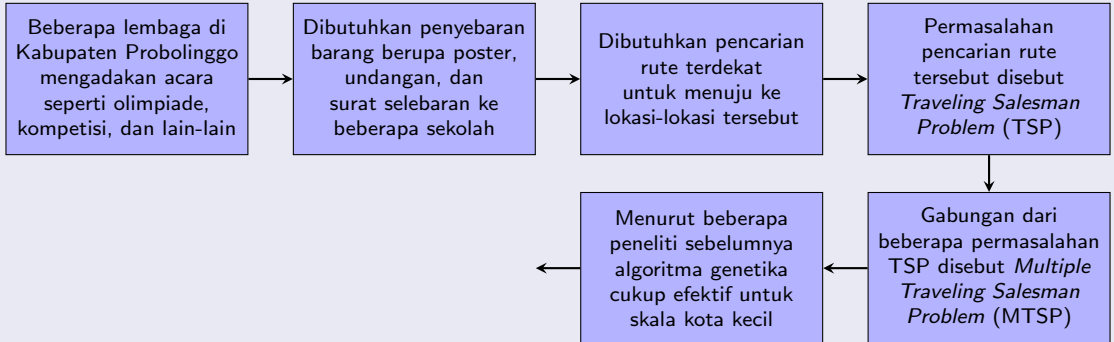 Beberapa lembaga di
Kabupaten Probolinggo
mengadakan acara
seperti olimpiade,
kompetisi, dan lain-lain
Dibutuhkan penyebaran
barang berupa poster,
undangan, dan
surat selebaran ke
beberapa sekolah
Dibutuhkan pencarian
rute terdekat
untuk menuju ke
lokasi-lokasi tersebut
Permasalahan
pencarian rute
tersebut disebut
Traveling Salesman
Problem (TSP)
Gabungan dari
beberapa permasalahan
TSP disebut Multiple
Traveling Salesman
Problem (MTSP)
Menurut beberapa
peneliti sebelumnya
algoritma genetika
cukup efektif untuk
skala kota kecil